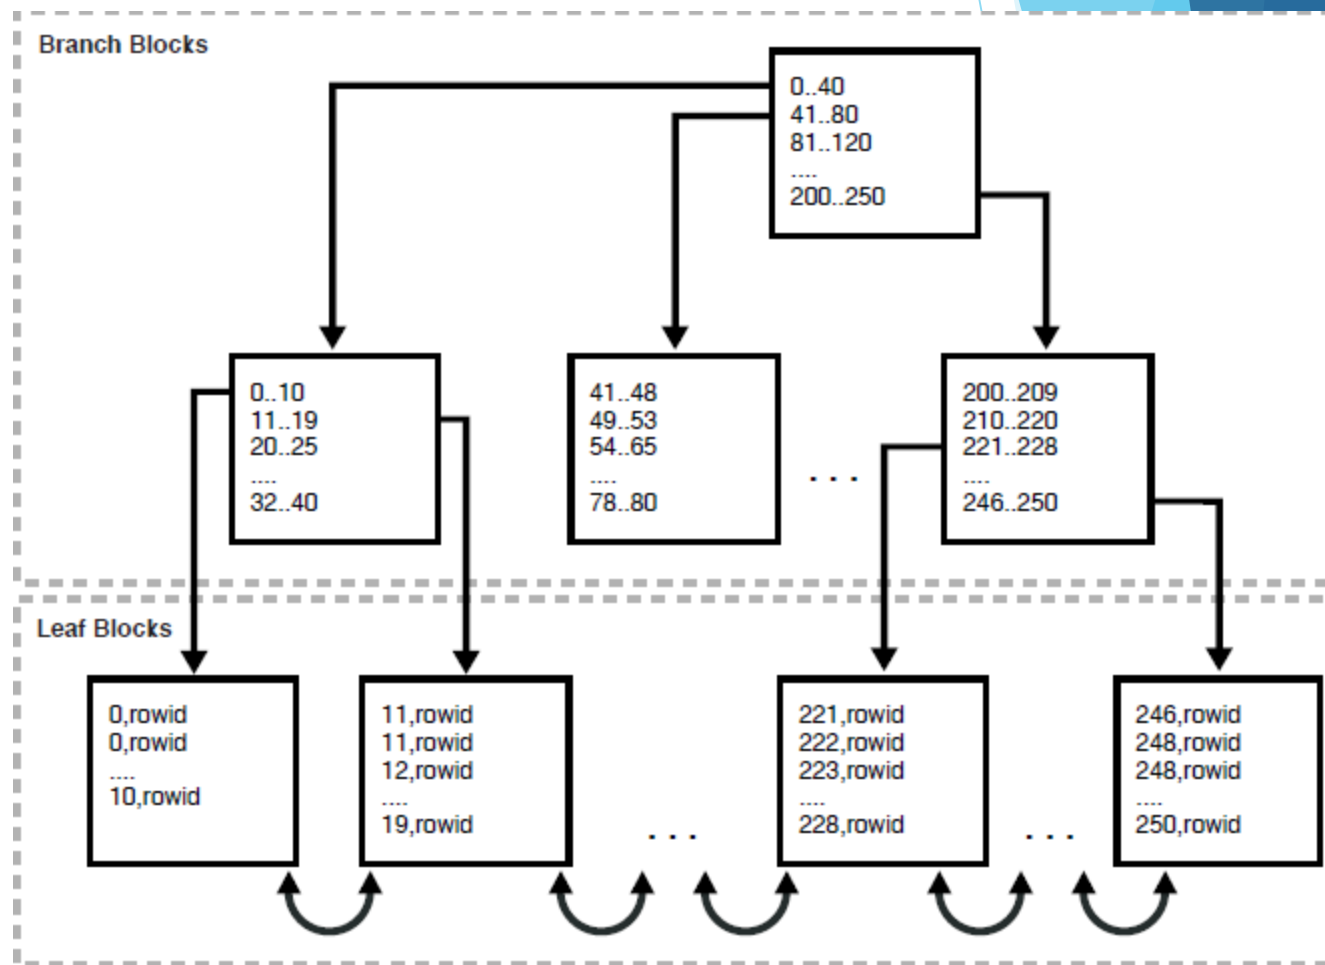 Branch Blocks
0..40
41..80
81..120
....
200..250
0..10
11..19
20..25
....
32..40
41..48
49..53
54..65
....
78..80
. . .
200..209
210..220
221..228
....
246..250
Leaf Blocks
0,rowid
0,rowid
....
10,rowid
11,rowid
11,rowid
12,rowid
....
19,rowid
. . .
221,rowid
222,rowid
223,rowid
....
228,rowid
. . .
246,rowid
248,rowid
248,rowid
....
250,rowid